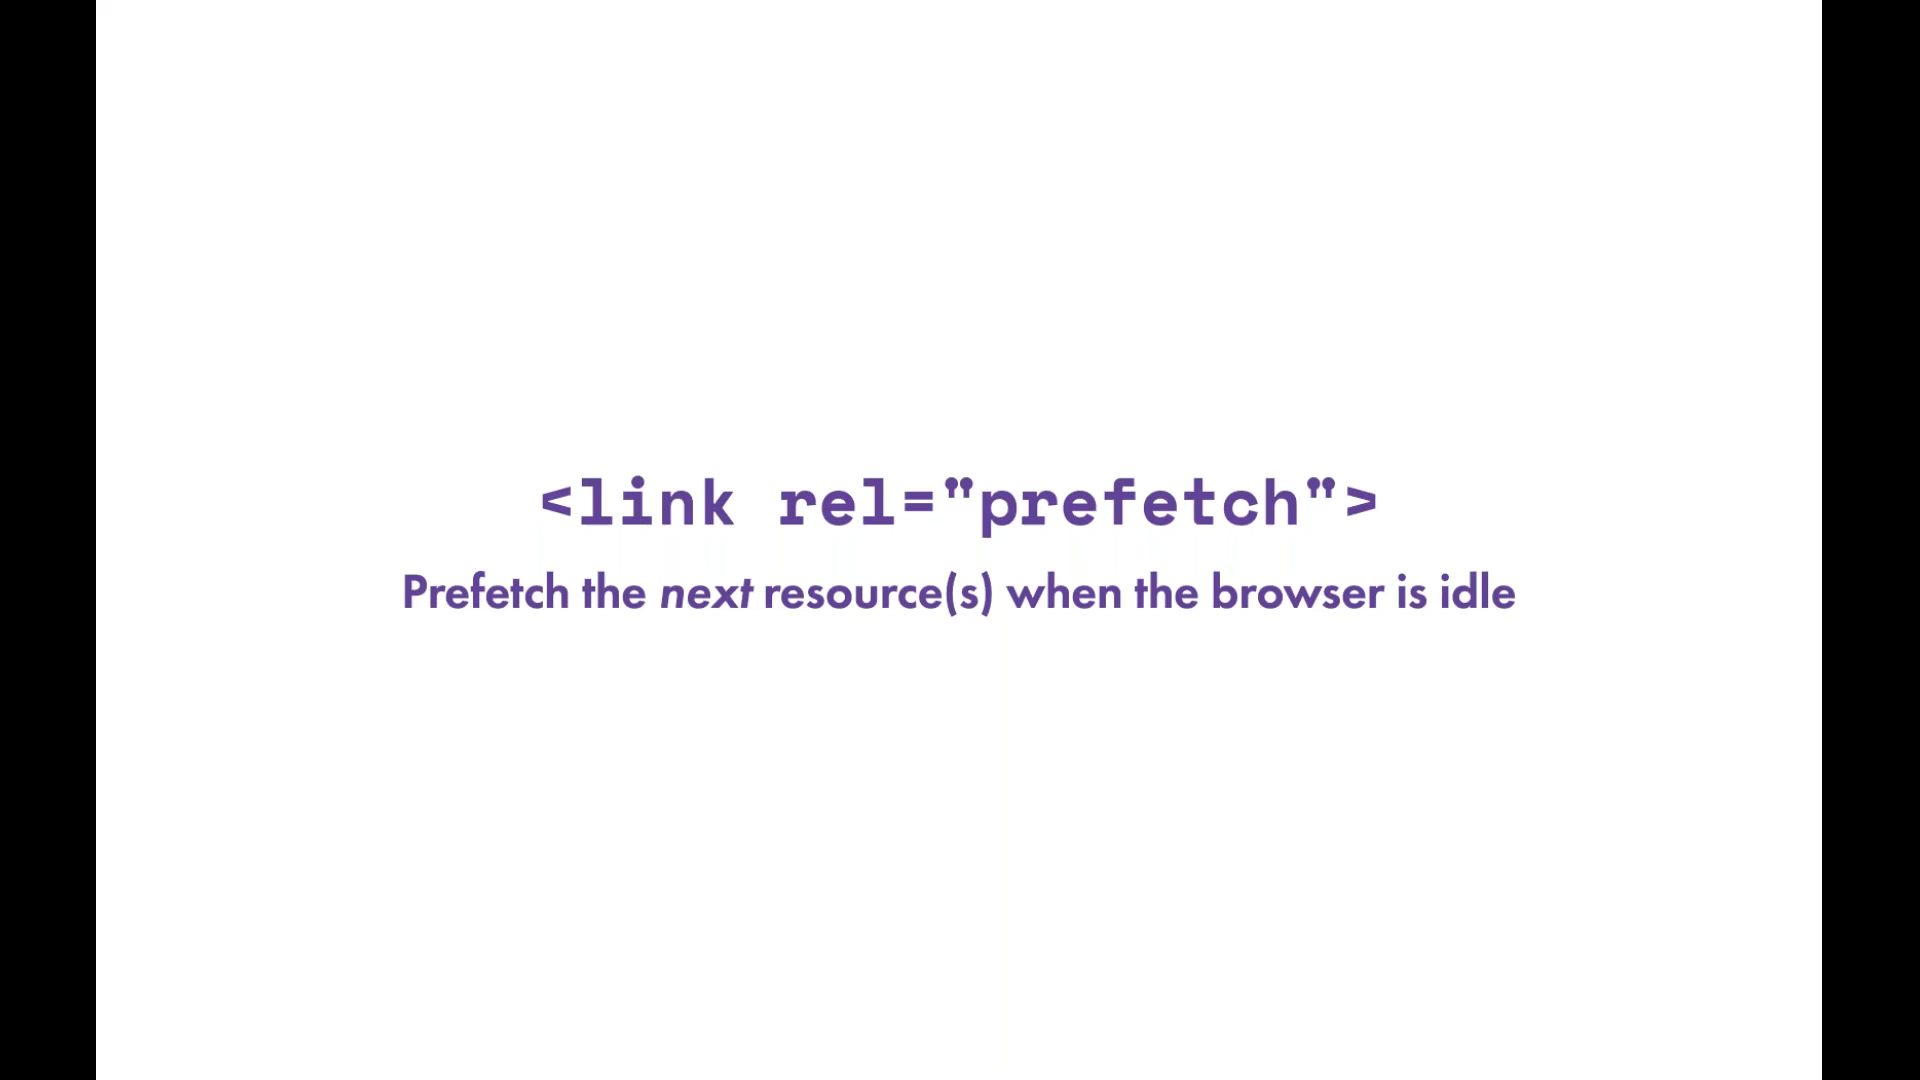 <link rel="prefetch">
Prefetch the next resource(s) when the browser is idle